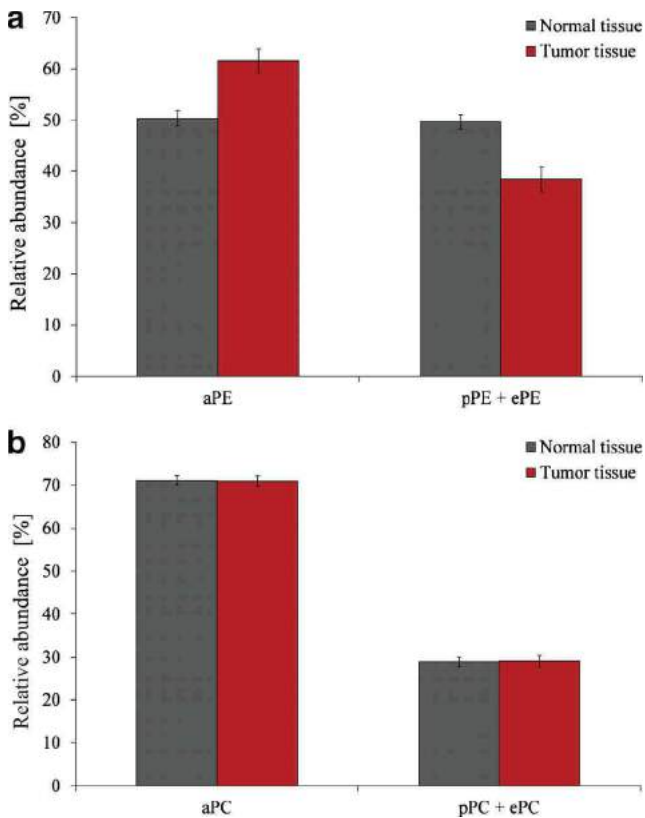 a
Normal tissue
Tumor tissue
Relative abundance [%]
70
60
50
40
30
20
10
0
aPE
pPE + ePE
b
Normal tissue
Tumor tissue
Relative abundance [%]
80
70
60
50
40
30
20
10
0
aPC
pPC + ePC